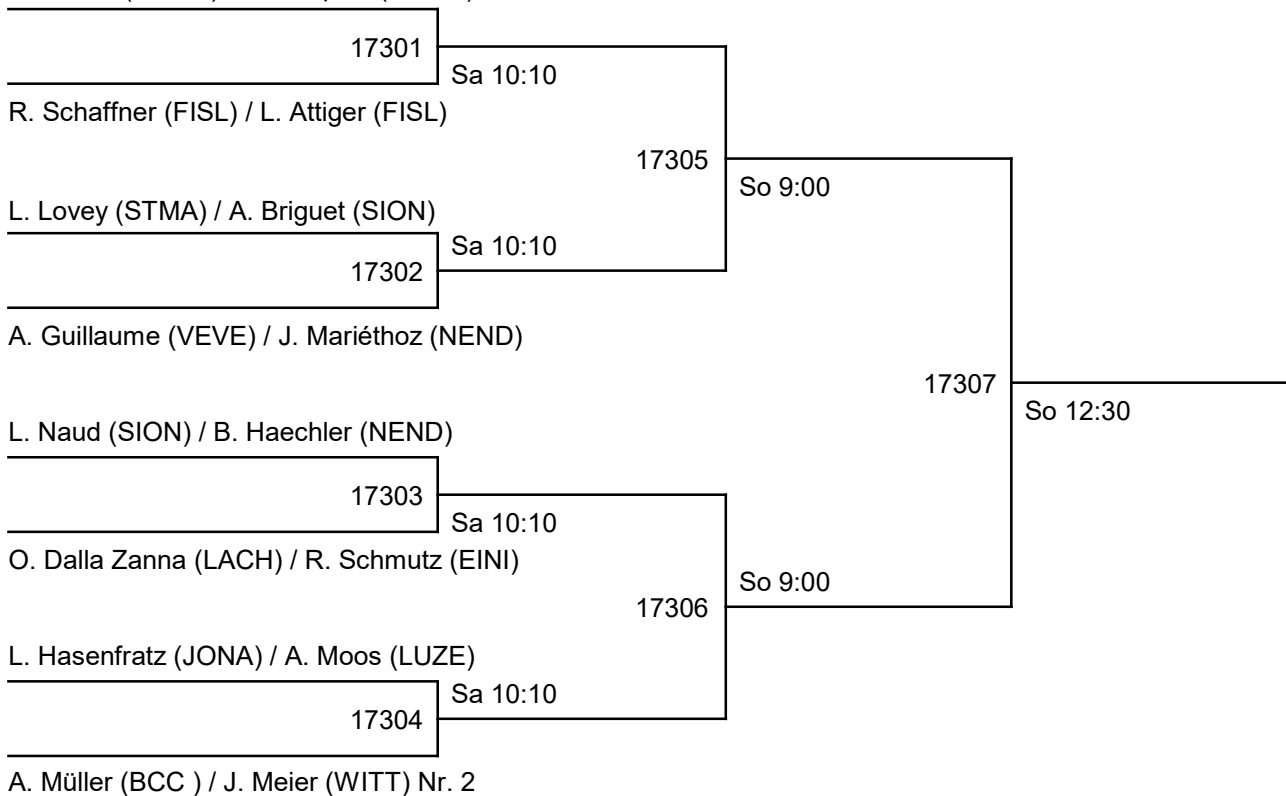 17301
Sa 10:10
R. Schaffner (FISL) / L. Attiger (FISL)
17305
So 9:00
L. Lovey (STMA) / A. Briguet (SION)
Sa 10:10
17302
A. Guillaume (VEVE) / J. Mariéthoz (NEND)
17307
So 12:30
L. Naud (SION) / B. Haechler (NEND)
17303
Sa 10:10
O. Dalla Zanna (LACH) / R. Schmutz (EINI)
So 9:00
17306
L. Hasenfratz (JONA) / A. Moos (LUZE)
Sa 10:10
17304
A. Müller (BCC ) / J. Meier (WITT) Nr. 2